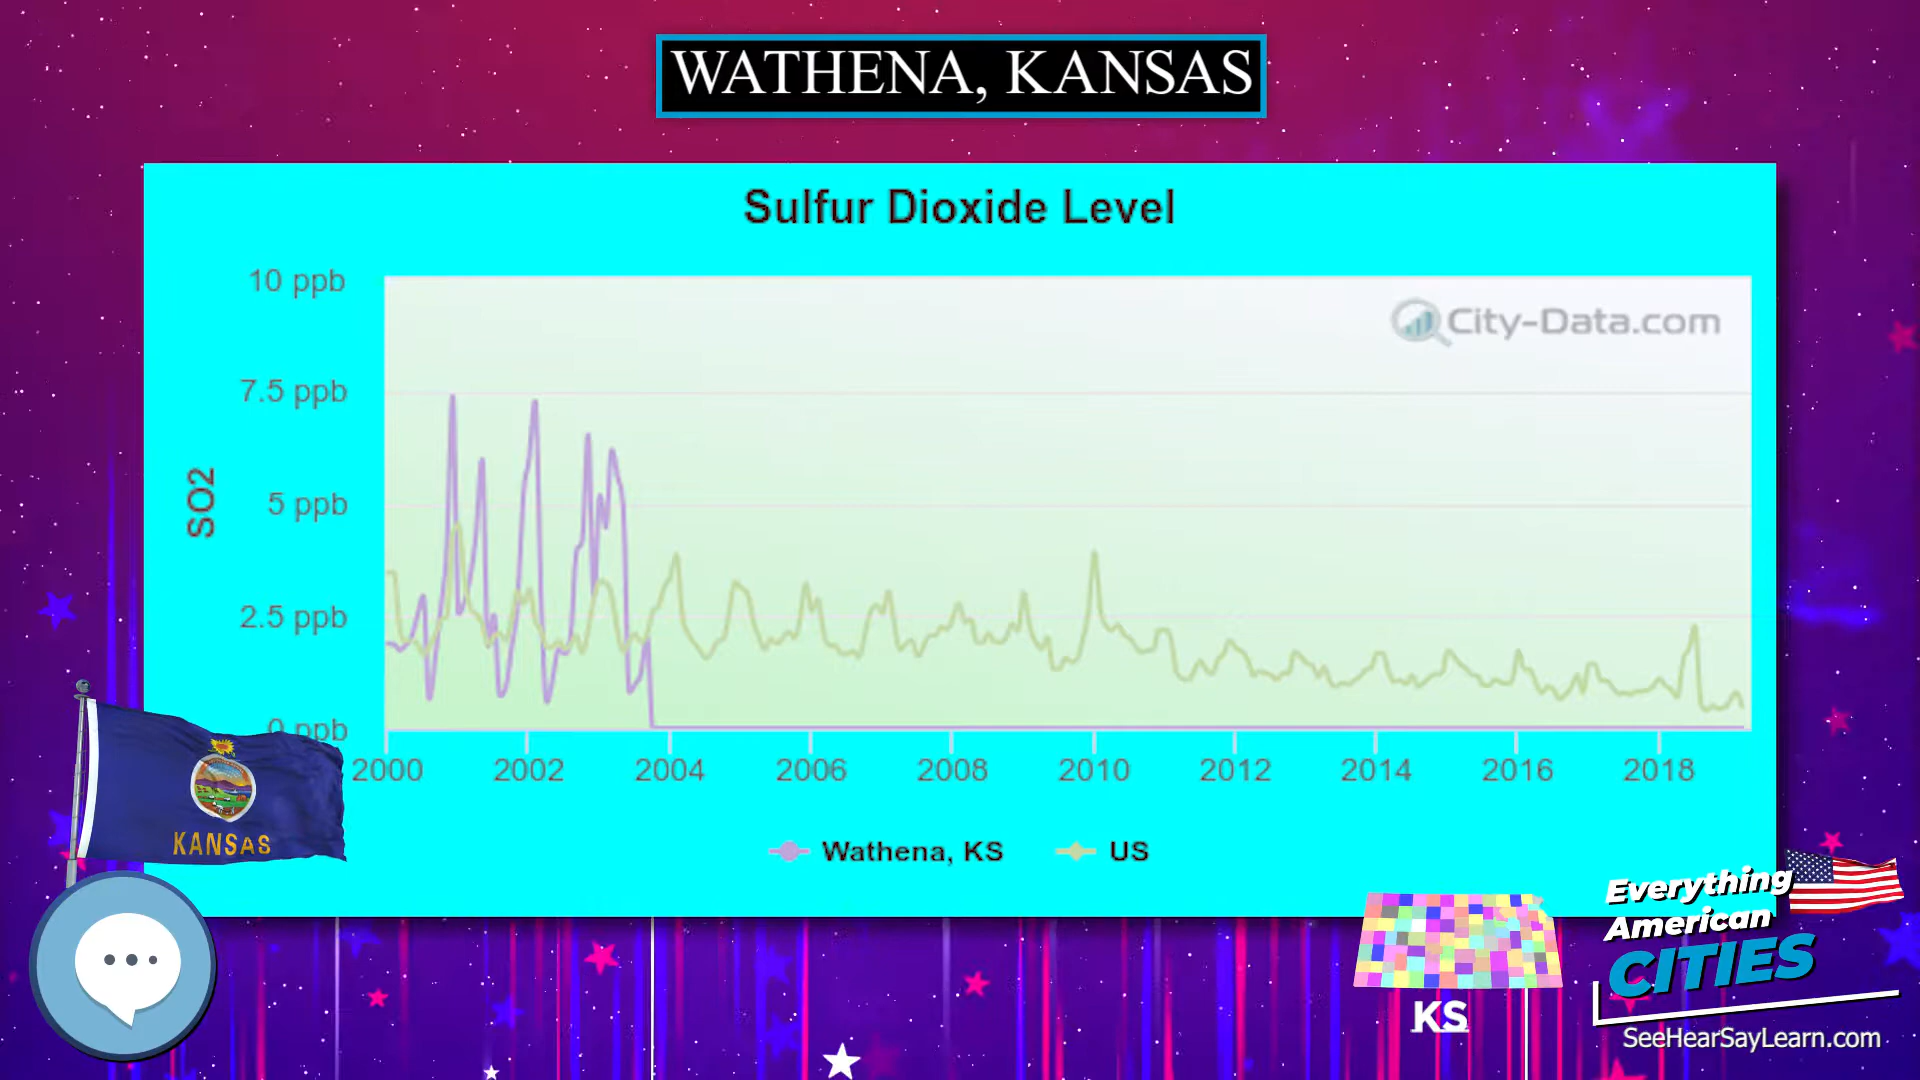 WATHENA, KANSAS
Sulfur Dioxide Level
10 ppb
7.5 ppb
5 ppb
2.5 ppb
0 ppb
SO2
City-Data.com
2000 2002 2004 2006 2008 2010 2012 2014 2016 2018
Wathena, KS US
KANSAS
KS
Everything
American
CITIES
SeeHearSayLearn.com